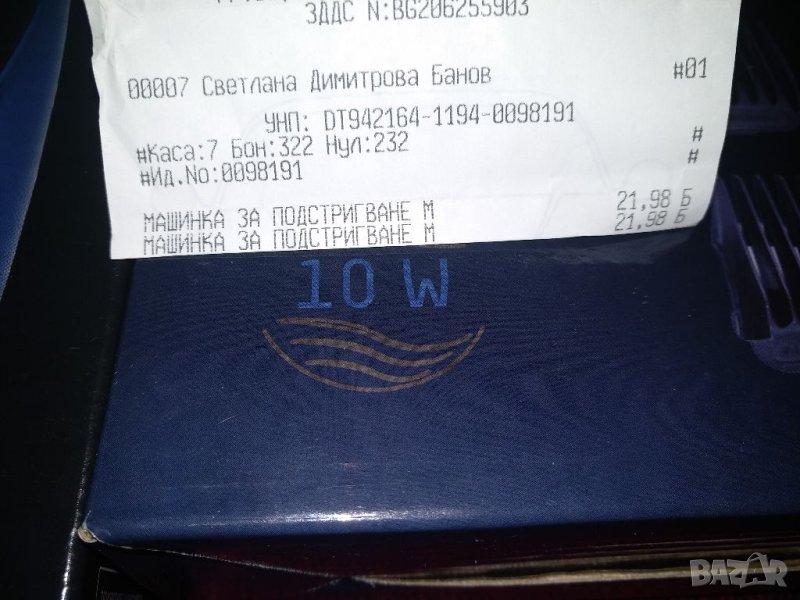 ЗДДС N:BG206255903
00007 Светлана Димитрова Банов #01
УНП: DT942164-1194-0098191
#Каса:7 Бон:322 Нул:232 #
#Ид.No:0098191 #
МАШИНКА ЗА ПОДСТРИГВАНЕ М 21,98 Б
МАШИНКА ЗА ПОДСТРИГВАНЕ М 21,98 Б
10 W
BAZAR